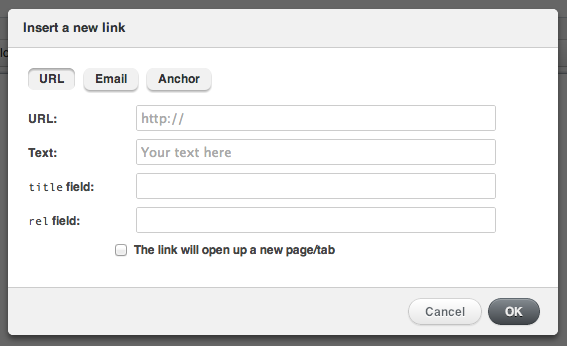 Insert a new link
URL Email Anchor
URL: http://
Text: Your text here
title field:
rel field:
The link will open up a new page/tab
Cancel OK